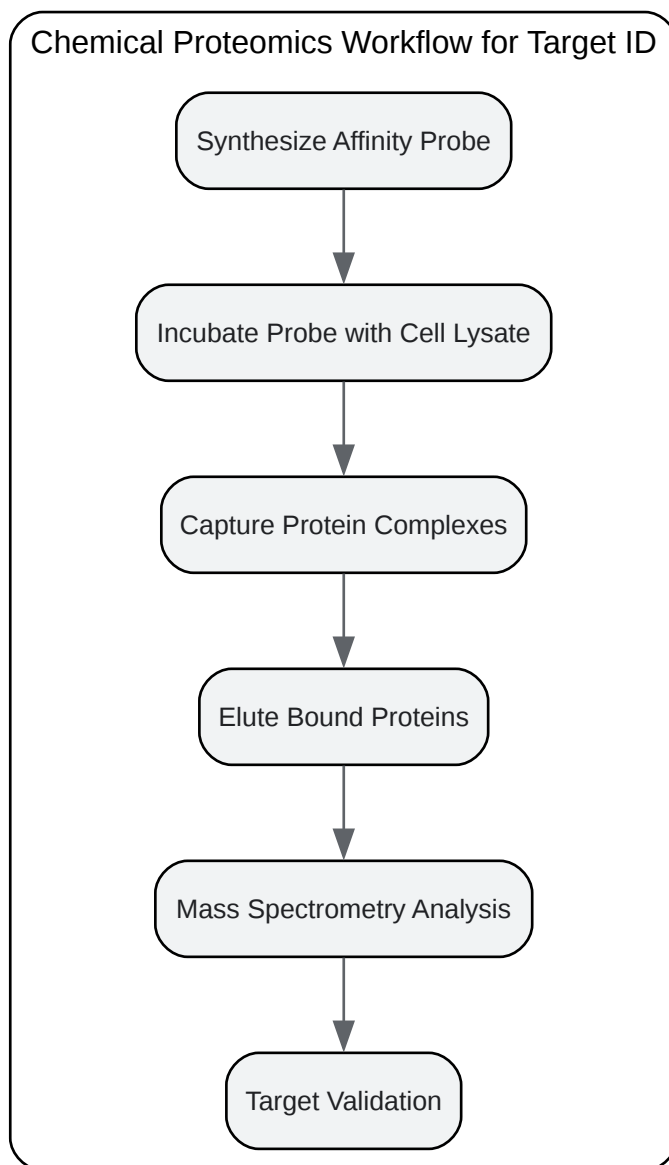 Chemical Proteomics Workflow for Target ID
Synthesize Affinity Probe
Incubate Probe with Cell Lysate
Capture Protein Complexes
Elute Bound Proteins
Mass Spectrometry Analysis
Target Validation